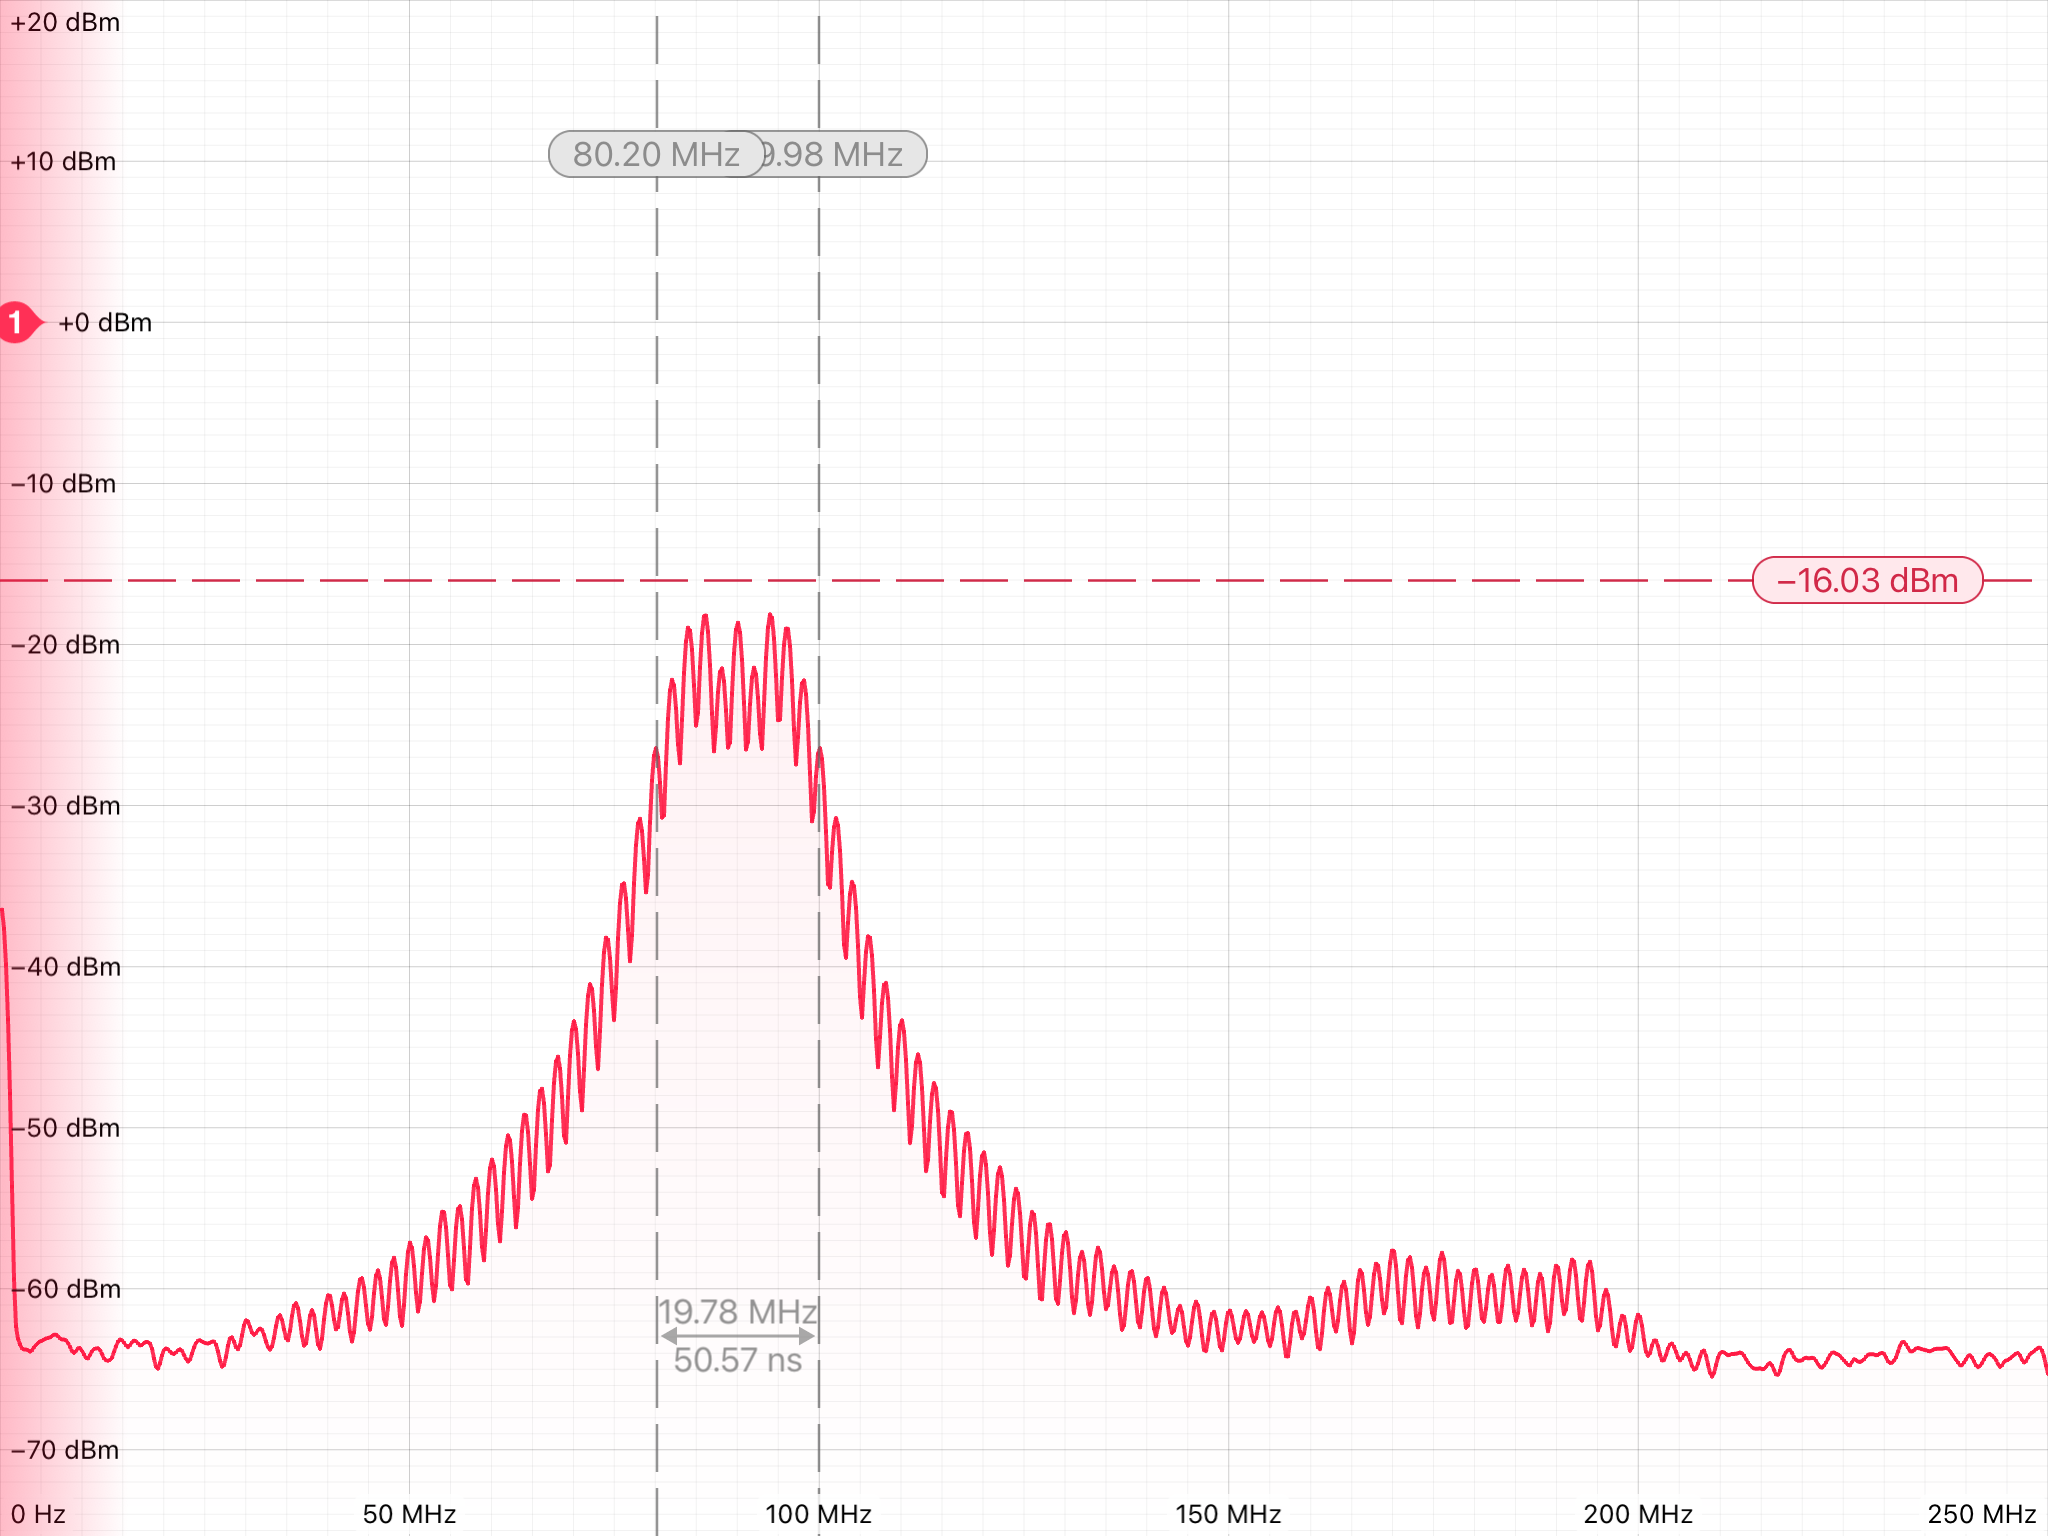 +20 dBm
80.20 MHz
9.98 MHz
+10 dBm
1
+0 dBm
−10 dBm
−16.03 dBm
−20 dBm
−30 dBm
−40 dBm
−50 dBm
−60 dBm
19.78 MHz
50.57 ns
−70 dBm
0 Hz
50 MHz
100 MHz
150 MHz
200 MHz
250 MHz